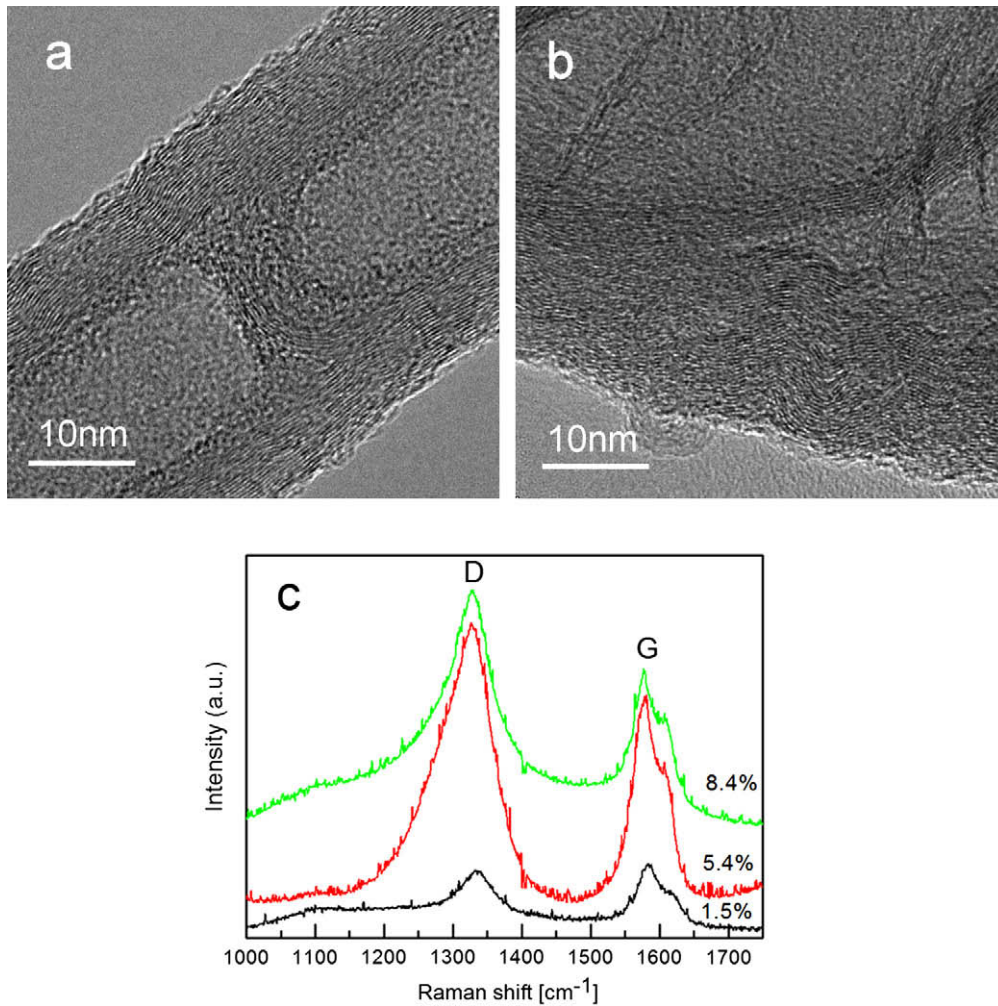 a
10nm
b
10nm
c
D
G
8.4%
5.4%
1.5%
Intensity (a.u.)
1000 1100 1200 1300 1400 1500 1600 1700
Raman shift [cm⁻¹]